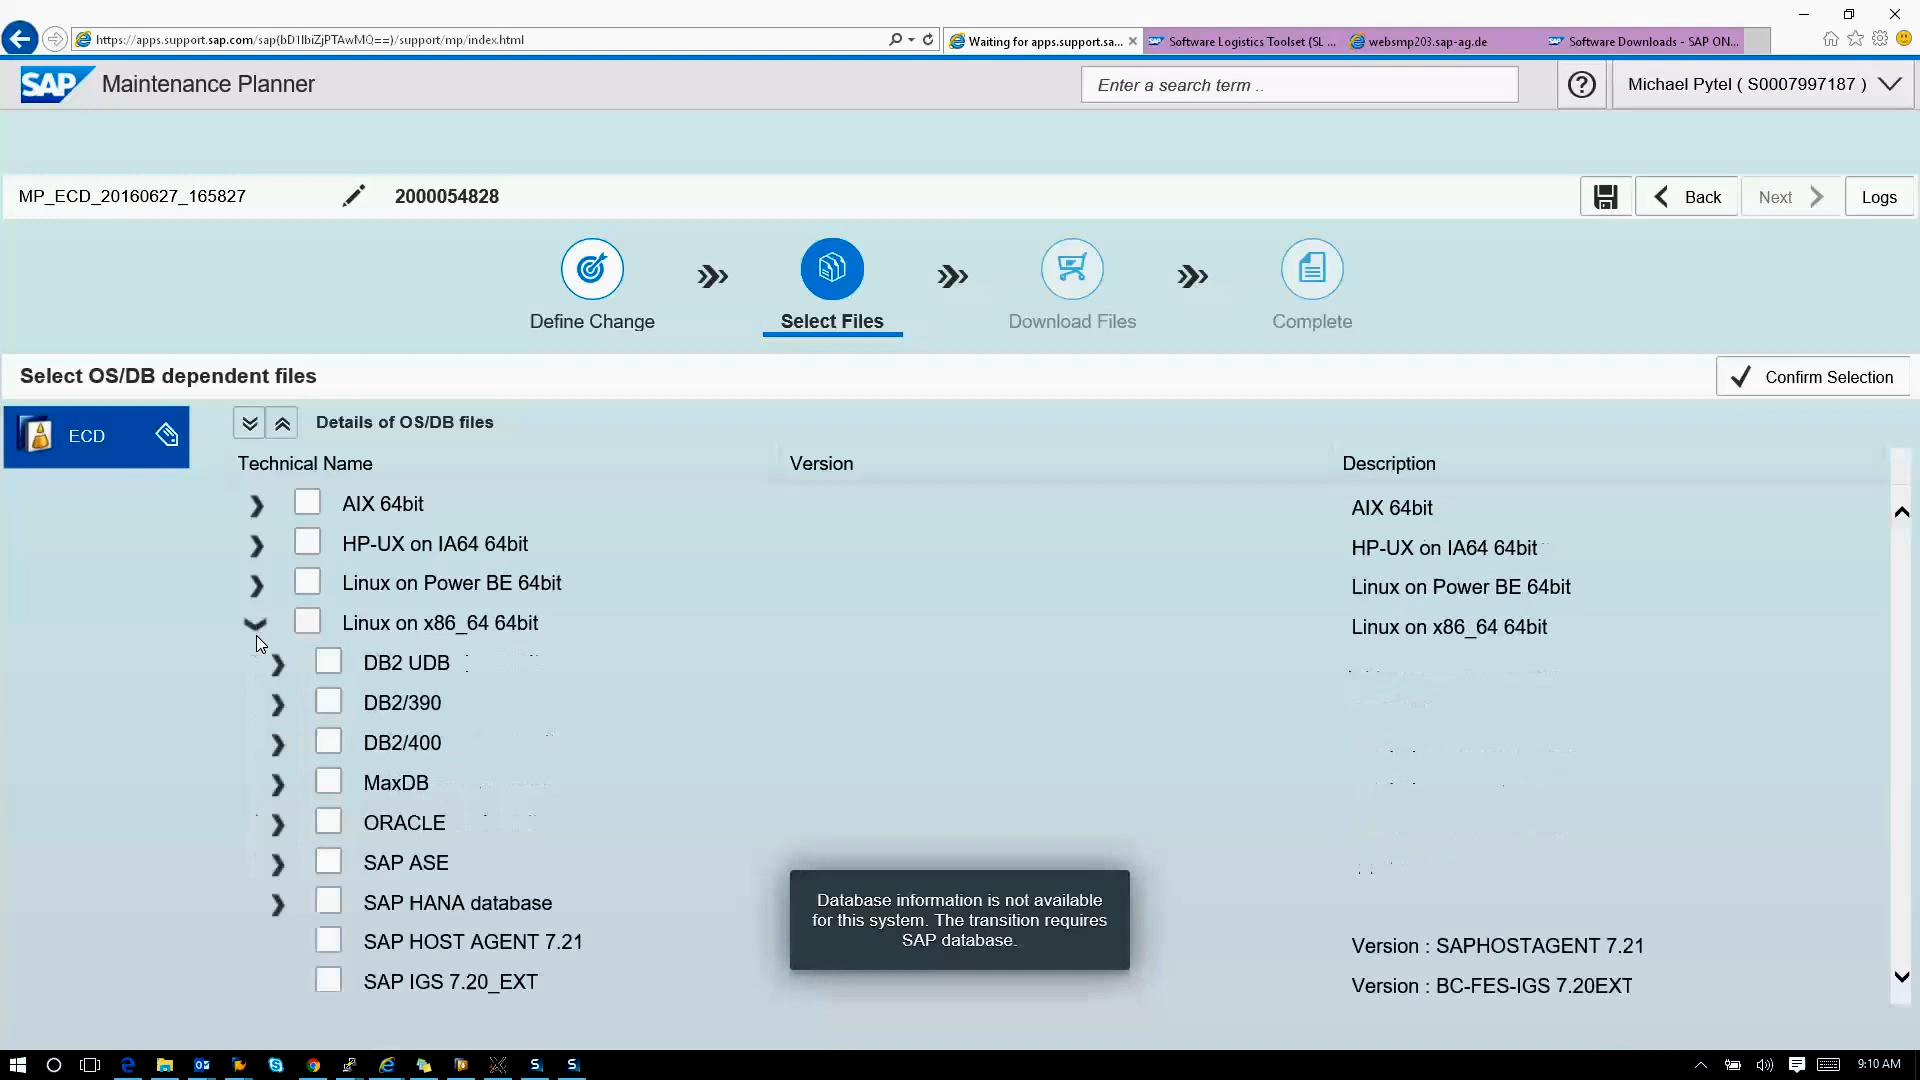 https://apps.support.sap.com/sap(bD1lbiZjPTAwMQ==)/support/mp/index.html
Waiting for apps.support.sa...
Software Logistics Toolset (SL ...
websmp203.sap-ag.de
Software Downloads - SAP ON...
SAP
Maintenance Planner
Enter a search term ..
Michael Pytel ( S0007997187 )
MP_ECD_20160627_165827
2000054828
Back
Next
Logs
Define Change
Select Files
Download Files
Complete
Select OS/DB dependent files
Confirm Selection
ECD
Details of OS/DB files
Technical Name
Version
Description
AIX 64bit
AIX 64bit
HP-UX on IA64 64bit
HP-UX on IA64 64bit
Linux on Power BE 64bit
Linux on Power BE 64bit
Linux on x86_64 64bit
Linux on x86_64 64bit
DB2 UDB
DB2/390
DB2/400
MaxDB
ORACLE
SAP ASE
SAP HANA database
SAP HOST AGENT 7.21
Version : SAPHOSTAGENT 7.21
SAP IGS 7.20_EXT
Version : BC-FES-IGS 7.20EXT
Database information is not available
for this system. The transition requires
SAP database.
9:10 AM